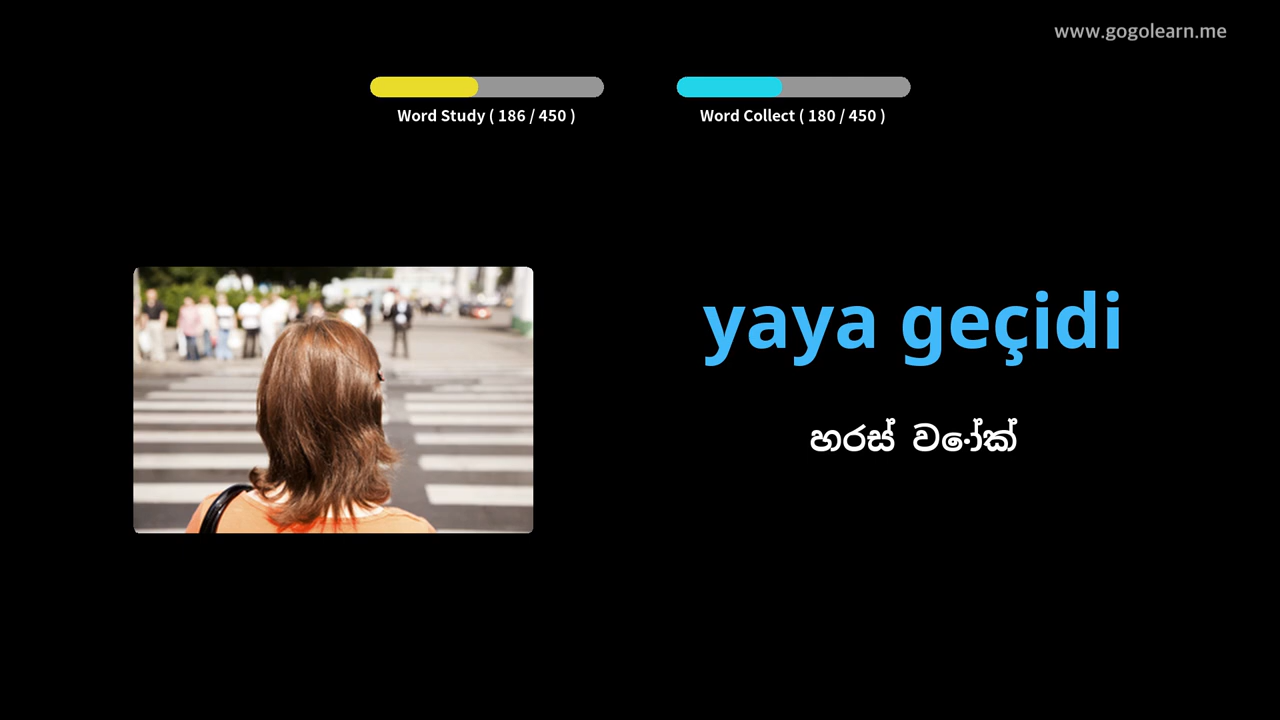 www.gogolearn.me
Word Study ( 186 / 450 )
Word Collect ( 180 / 450 )
yaya geçidi
හරස් වෝක්